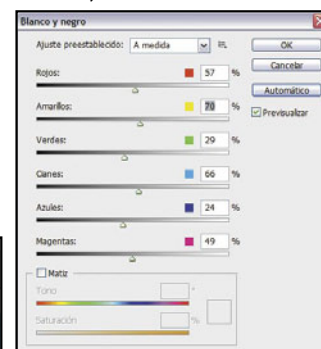 Blanco y negro
Ajuste preestablecido: A medida
OK
Cancelar
Automático
Previsualizar
Rojos: 57 %
Amarillos: 70 %
Verdes: 29 %
Cianes: 66 %
Azules: 24 %
Magentas: 49 %
Matiz
Tono °
Saturación %